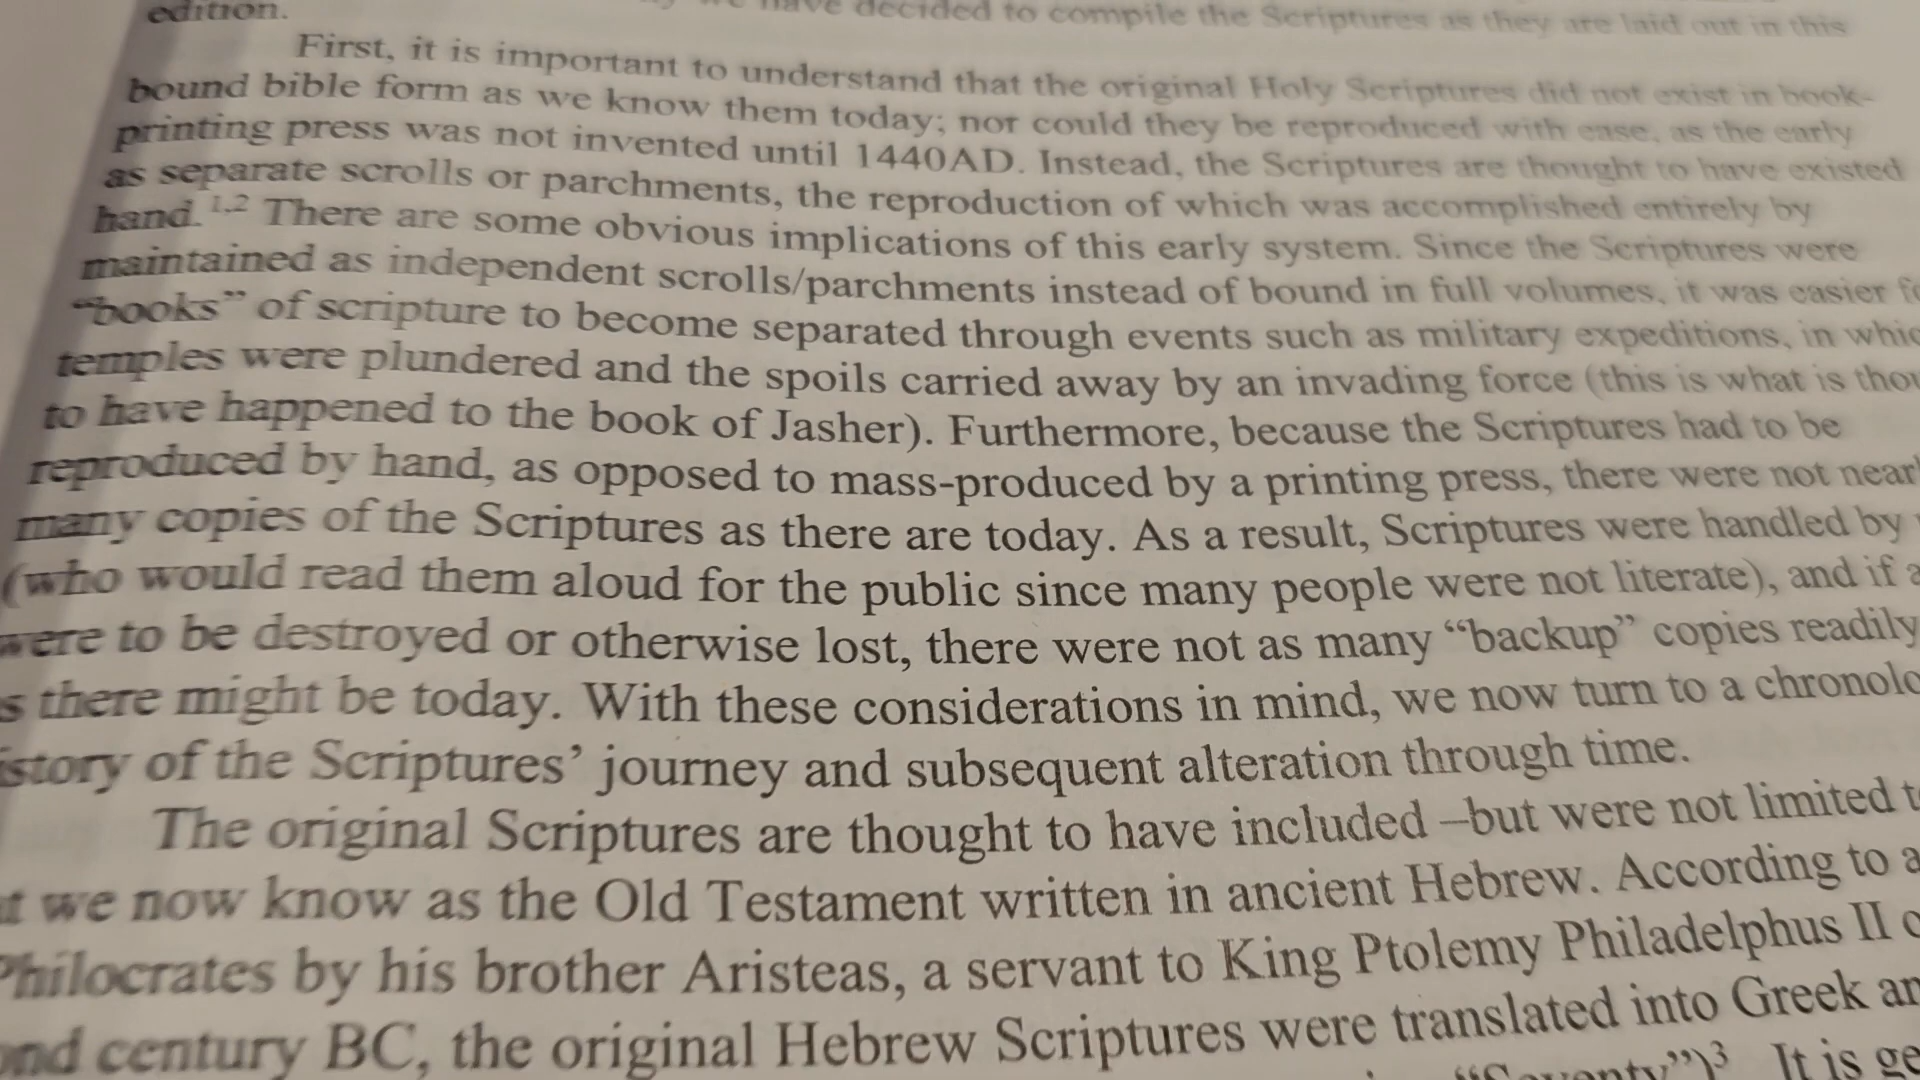 edition. have decided to compile the Scriptures as they are laid out in this
First, it is important to understand that the original Holy Scriptures did not exist in book-
bound bible form as we know them today; nor could they be reproduced with ease, as the early
printing press was not invented until 1440AD. Instead, the Scriptures are thought to have existed
as separate scrolls or parchments, the reproduction of which was accomplished entirely by
hand.1,2 There are some obvious implications of this early system. Since the Scriptures were
maintained as independent scrolls/parchments instead of bound in full volumes, it was easier
“books” of scripture to become separated through events such as military expeditions, in
temples were plundered and the spoils carried away by an invading force (this is what is
to have happened to the book of Jasher). Furthermore, because the Scriptures had to be
reproduced by hand, as opposed to mass-produced by a printing press, there were not
many copies of the Scriptures as there are today. As a result, Scriptures were handled by
(who would read them aloud for the public since many people were not literate), and if
were to be destroyed or otherwise lost, there were not as many “backup” copies readily
there might be today. With these considerations in mind, we now turn to a
of the Scriptures’ journey and subsequent alteration through time.
The original Scriptures are thought to have included –but were not limited
we now know as the Old Testament written in ancient Hebrew. According to
Philocrates by his brother Aristeas, a servant to King Ptolemy Philadelphus II
century BC, the original Hebrew Scriptures were translated into Greek
“Seventy”)3 It is